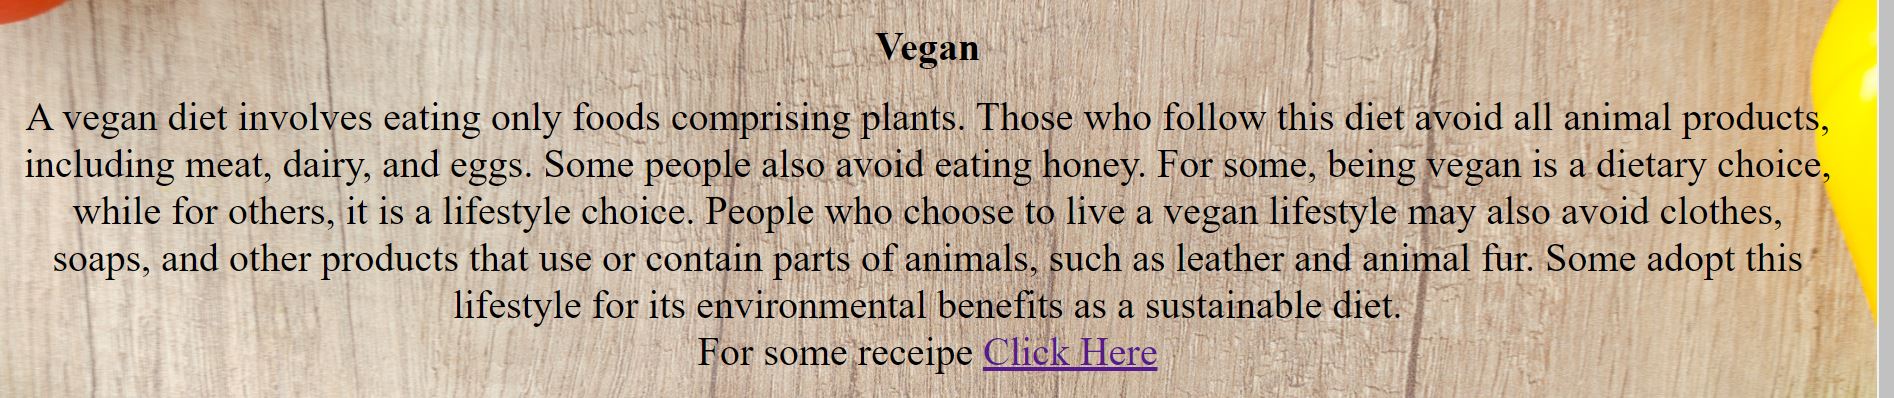 Vegan
A vegan diet involves eating only foods comprising plants. Those who follow this diet avoid all animal products,
including meat, dairy, and eggs. Some people also avoid eating honey. For some, being vegan is a dietary choice,
while for others, it is a lifestyle choice. People who choose to live a vegan lifestyle may also avoid clothes,
soaps, and other products that use or contain parts of animals, such as leather and animal fur. Some adopt this
lifestyle for its environmental benefits as a sustainable diet.
For some receipe Click Here